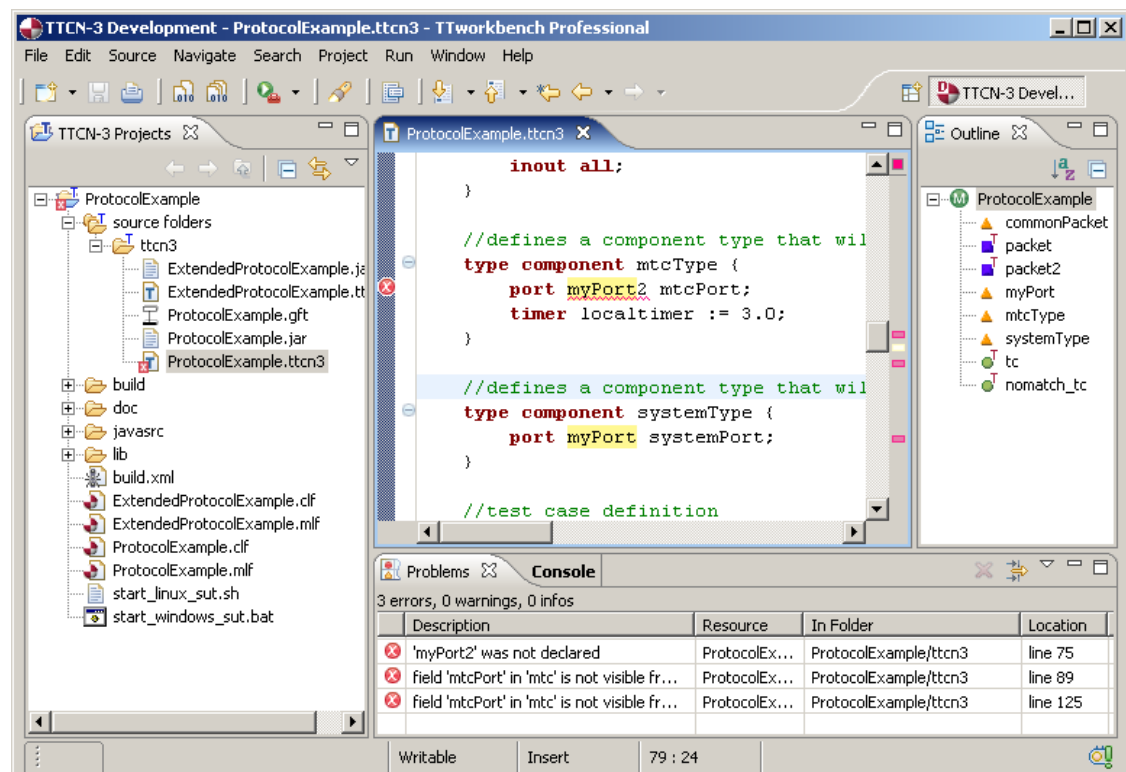 TTCN-3 Development - ProtocolExample.ttcn3 - TTworkbench Professional
File Edit Source Navigate Search Project Run Window Help
TTCN-3 Devel...
TTCN-3 Projects
ProtocolExample
source folders
ttcn3
ExtendedProtocolExample.ja
ExtendedProtocolExample.tt
ProtocolExample.gft
ProtocolExample.jar
ProtocolExample.ttcn3
build
doc
javasrc
lib
build.xml
ExtendedProtocolExample.clf
ExtendedProtocolExample.mlf
ProtocolExample.clf
ProtocolExample.mlf
start_linux_sut.sh
start_windows_sut.bat
ProtocolExample.ttcn3
inout all;
}
//defines a component type that wil
type component mtcType {
port myPort2 mtcPort;
timer localtimer := 3.0;
}
//defines a component type that wil
type component systemType {
port myPort systemPort;
}
//test case definition
Outline
ProtocolExample
commonPacket
packet
packet2
myPort
mtcType
systemType
tc
nomatch_tc
Problems Console
3 errors, 0 warnings, 0 infos
Description Resource In Folder Location
'myPort2' was not declared ProtocolEx... ProtocolExample/ttcn3 line 75
field 'mtcPort' in 'mtc' is not visible fr... ProtocolEx... ProtocolExample/ttcn3 line 89
field 'mtcPort' in 'mtc' is not visible fr... ProtocolEx... ProtocolExample/ttcn3 line 125
Writable Insert 79 : 24